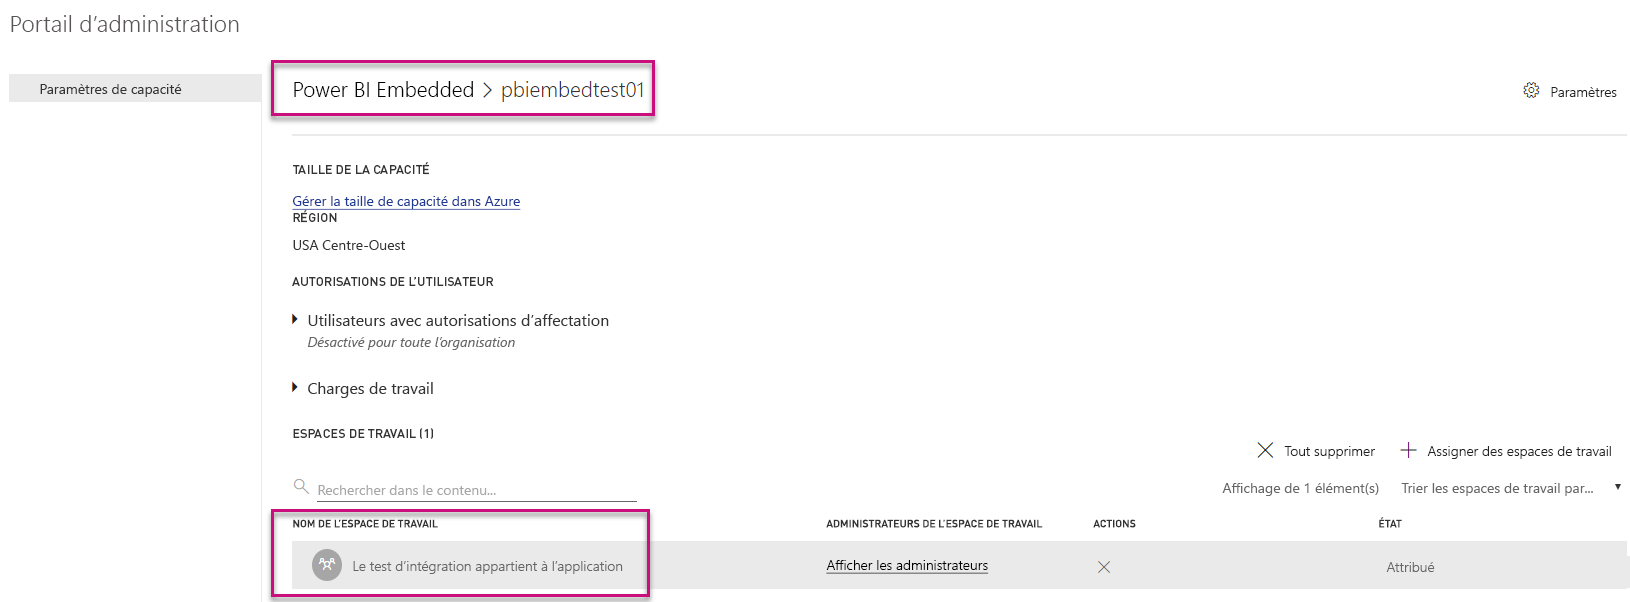 Portail d’administration
Paramètres de capacité
Power BI Embedded > pbiembedtest01
Paramètres
TAILLE DE LA CAPACITÉ
Gérer la taille de capacité dans Azure
RÉGION
USA Centre-Ouest
AUTORISATIONS DE L’UTILISATEUR
Utilisateurs avec autorisations d’affectation
Désactivé pour toute l’organisation
Charges de travail
ESPACES DE TRAVAIL (1)
Tout supprimer
Assigner des espaces de travail
Rechercher dans le contenu...
Affichage de 1 élément(s)
Trier les espaces de travail par...
NOM DE L’ESPACE DE TRAVAIL
ADMINISTRATEURS DE L’ESPACE DE TRAVAIL
ACTIONS
ÉTAT
Le test d’intégration appartient à l’application
Afficher les administrateurs
Attribué